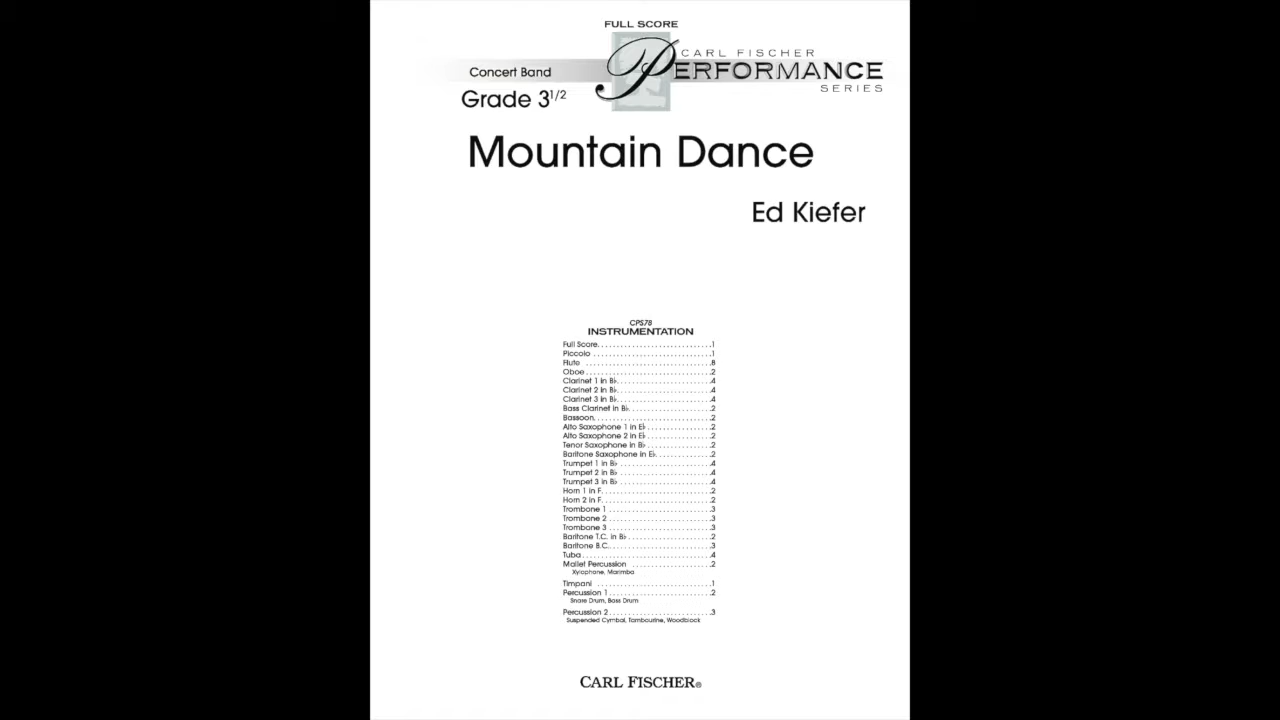 FULL SCORE
CARL FISCHER
PERFORMANCE
SERIES
Concert Band
Grade 3 1/2
Mountain Dance
Ed Kiefer
CPS78
INSTRUMENTATION
Full Score. . . . . . . . . . . . . . . . . . . . . . . . . . . . .1
Piccolo . . . . . . . . . . . . . . . . . . . . . . . . . . . . . .1
Flute . . . . . . . . . . . . . . . . . . . . . . . . . . . . . . .8
Oboe . . . . . . . . . . . . . . . . . . . . . . . . . . . . . . .2
Clarinet 1 in B♭. . . . . . . . . . . . . . . . . . . . . . . . .4
Clarinet 2 in B♭. . . . . . . . . . . . . . . . . . . . . . . . .4
Clarinet 3 in B♭. . . . . . . . . . . . . . . . . . . . . . . . .4
Bass Clarinet in B♭. . . . . . . . . . . . . . . . . . . . . . .2
Bassoon. . . . . . . . . . . . . . . . . . . . . . . . . . . . . .2
Alto Saxophone 1 in E♭ . . . . . . . . . . . . . . . . . .2
Alto Saxophone 2 in E♭ . . . . . . . . . . . . . . . . . .2
Tenor Saxophone in B♭ . . . . . . . . . . . . . . . . . .2
Baritone Saxophone in E♭. . . . . . . . . . . . . . . .2
Trumpet 1 in B♭ . . . . . . . . . . . . . . . . . . . . . . . .4
Trumpet 2 in B♭ . . . . . . . . . . . . . . . . . . . . . . . .4
Trumpet 3 in B♭ . . . . . . . . . . . . . . . . . . . . . . . .4
Horn 1 in F. . . . . . . . . . . . . . . . . . . . . . . . . . . .2
Horn 2 in F. . . . . . . . . . . . . . . . . . . . . . . . . . . .2
Trombone 1 . . . . . . . . . . . . . . . . . . . . . . . . . . .3
Trombone 2 . . . . . . . . . . . . . . . . . . . . . . . . . . .3
Trombone 3 . . . . . . . . . . . . . . . . . . . . . . . . . . .3
Baritone T.C. in B♭ . . . . . . . . . . . . . . . . . . . . . .2
Baritone B.C.. . . . . . . . . . . . . . . . . . . . . . . . . . .3
Tuba . . . . . . . . . . . . . . . . . . . . . . . . . . . . . . . .4
Mallet Percussion . . . . . . . . . . . . . . . . . . . . . .2
Xylophone, Marimba
Timpani . . . . . . . . . . . . . . . . . . . . . . . . . . . . . .1
Percussion 1 . . . . . . . . . . . . . . . . . . . . . . . . . . .2
Snare Drum, Bass Drum
Percussion 2 . . . . . . . . . . . . . . . . . . . . . . . . . . .3
Suspended Cymbal, Tambourine, Woodblock
CARL FISCHER®